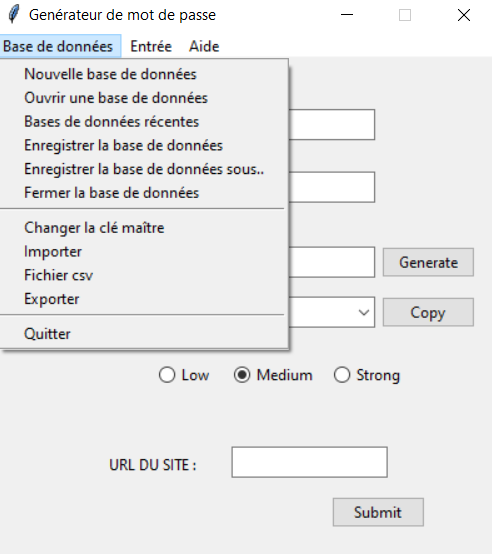 Générateur de mot de passe
Base de données Entrée Aide
Nouvelle base de données
Ouvrir une base de données
Bases de données récentes
Enregistrer la base de données
Enregistrer la base de données sous..
Fermer la base de données
Changer la clé maître
Importer
Fichier csv
Exporter
Quitter
Generate
Copy
Low Medium Strong
URL DU SITE :
Submit